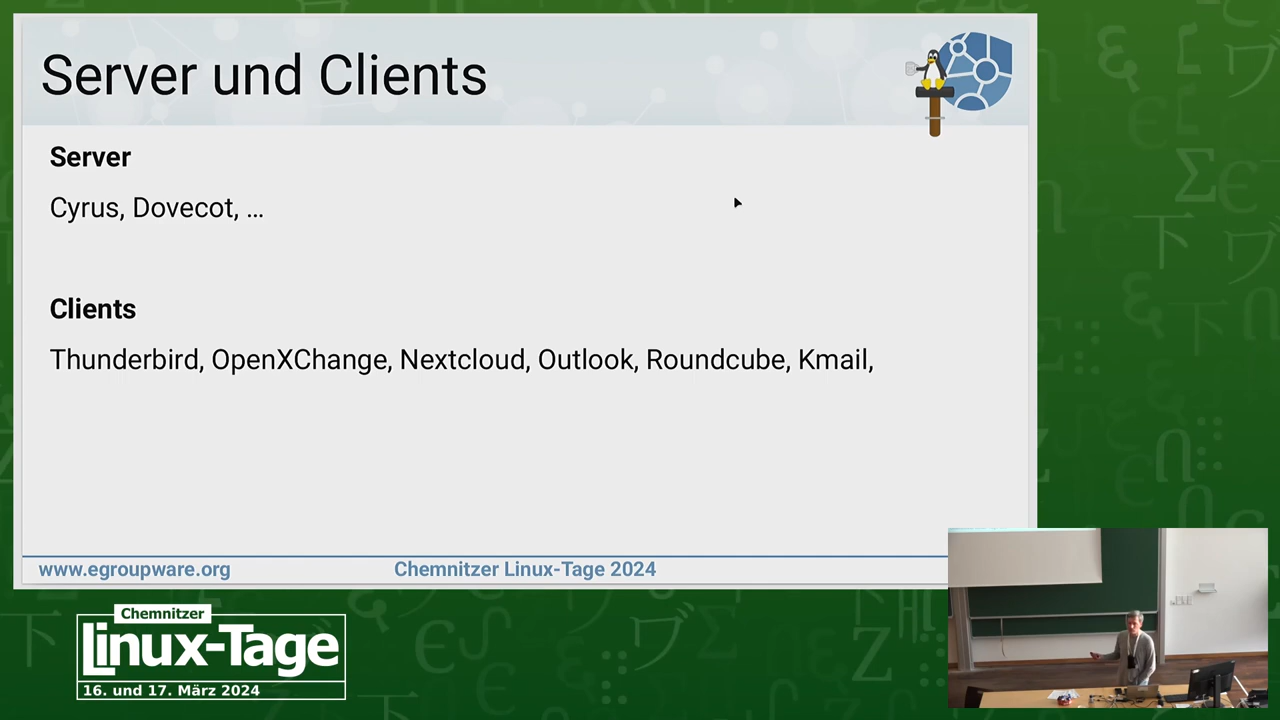 Server und Clients
Server
Cyrus, Dovecot, ...
Clients
Thunderbird, OpenXChange, Nextcloud, Outlook, Roundcube, Kmail,
www.egroupware.org
Chemnitzer Linux-Tage 2024
Chemnitzer
Linux-Tage
16. und 17. März 2024